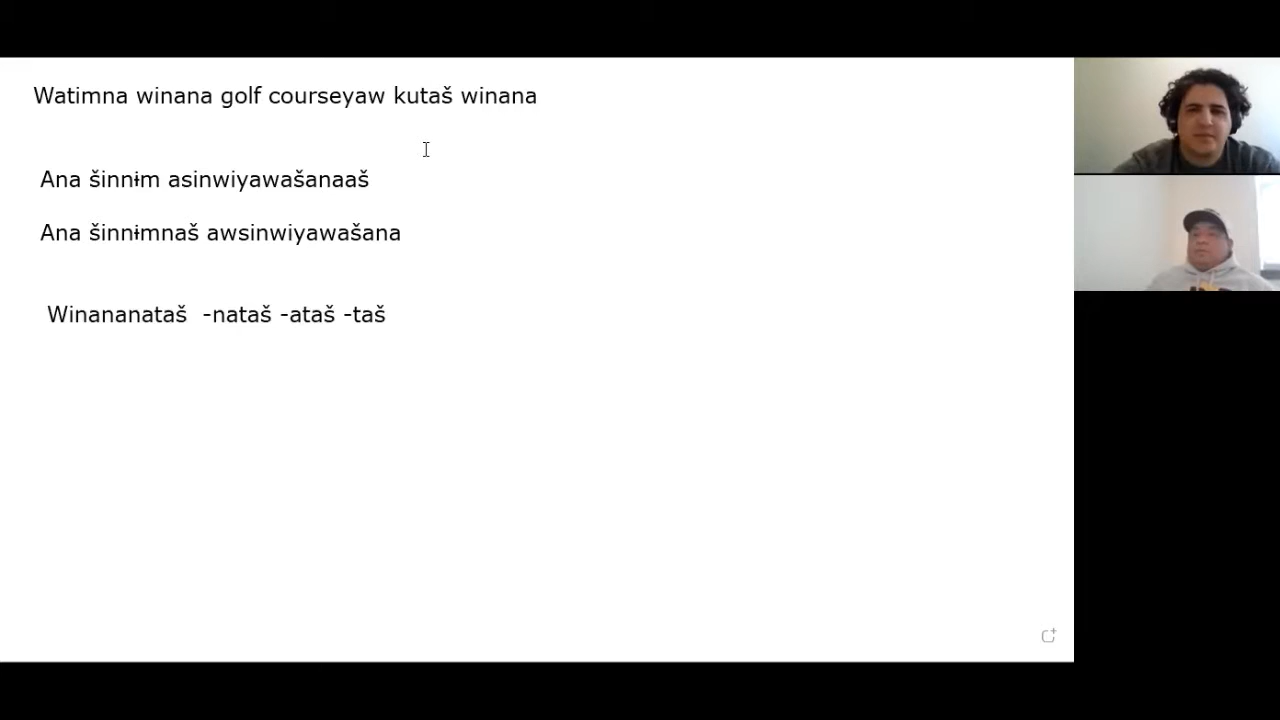 Watimna winana golf courseyaw kutaš winana
Ana šinnɨm asinwiyawašanaaš
Ana šinnɨmnaš awsinwiyawašana
Winananataš -nataš -ataš -taš